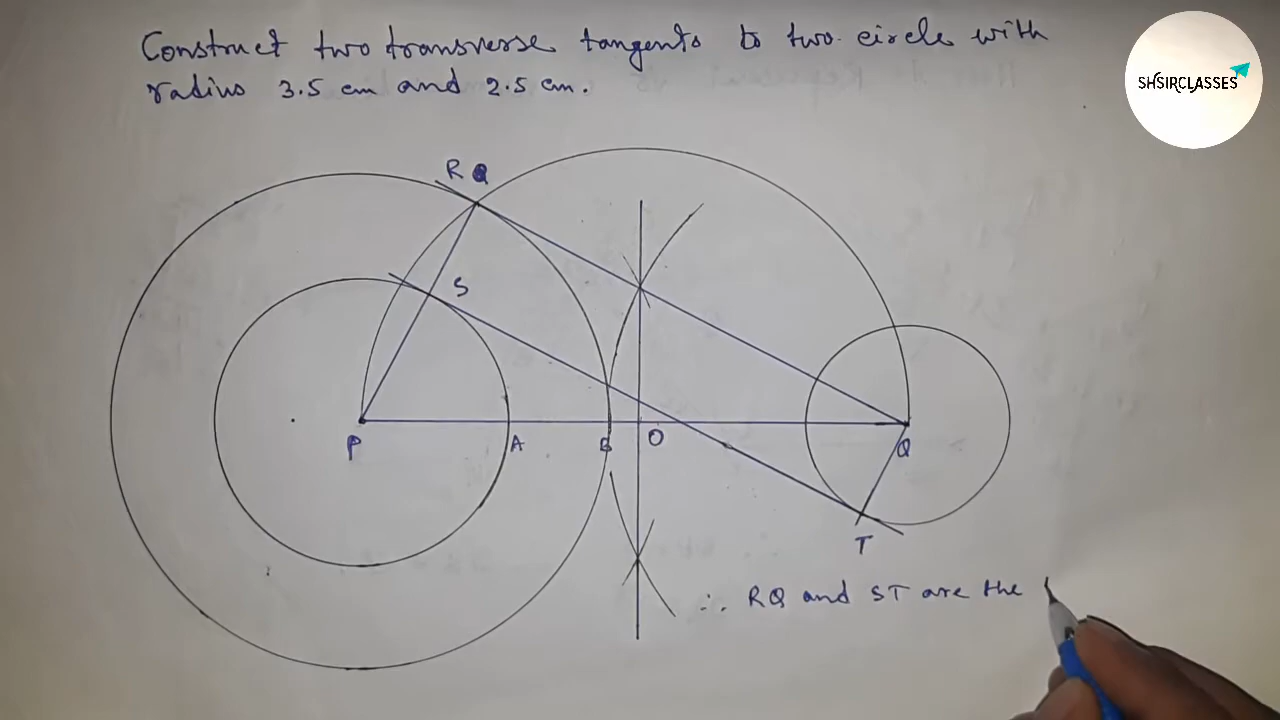 Construct two transverse tangents to two circle with
radius 3.5 cm and 2.5 cm.
SHSIRCLASSES
R
S
P
A
B
O
Q
T
∴ RQ and ST are the